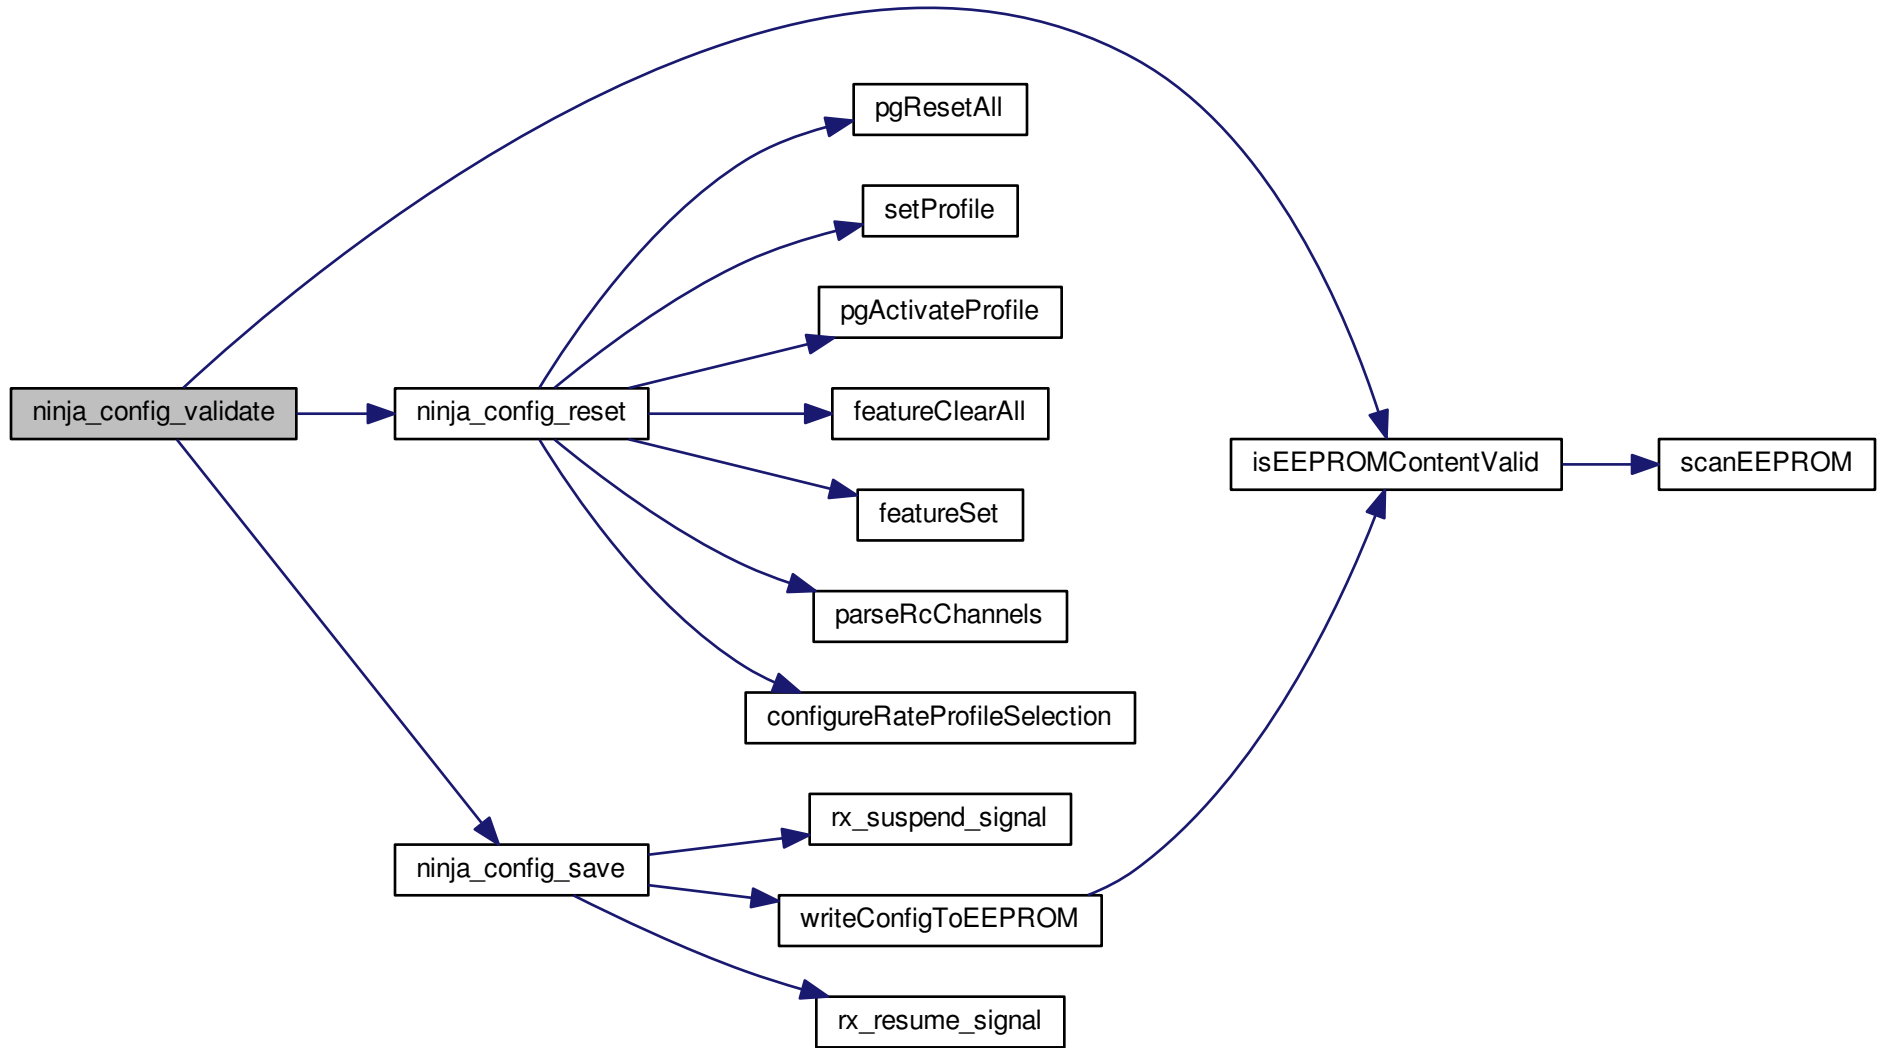 pgResetAll
setProfile
pgActivateProfile
ninja_config_validate
ninja_config_reset
featureClearAll
isEEPROMContentValid
scanEEPROM
featureSet
parseRcChannels
configureRateProfileSelection
rx_suspend_signal
ninja_config_save
writeConfigToEEPROM
rx_resume_signal